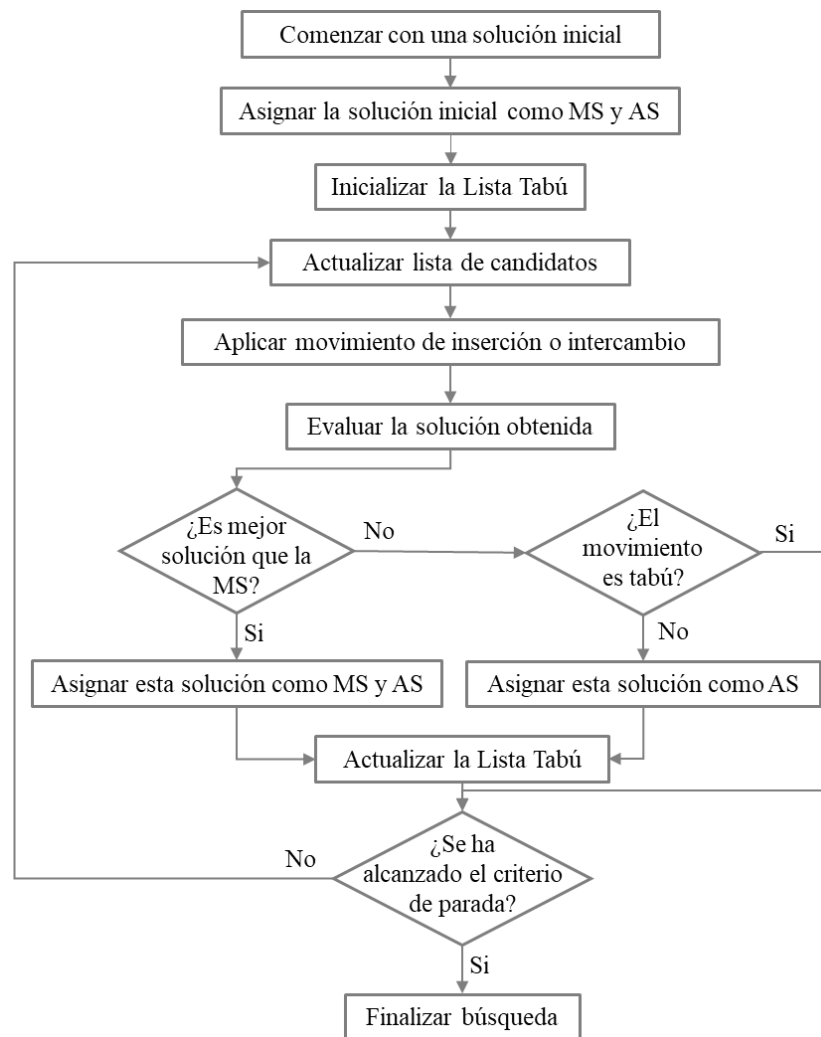 Comenzar con una solución inicial
Asignar la solución inicial como MS y AS
Inicializar la Lista Tabú
Actualizar lista de candidatos
Aplicar movimiento de inserción o intercambio
Evaluar la solución obtenida
¿Es mejor
solución que la
MS?
No
¿El
movimiento
es tabú?
Si
Si
No
Asignar esta solución como MS y AS
Asignar esta solución como AS
Actualizar la Lista Tabú
No
¿Se ha
alcanzado el criterio
de parada?
Si
Finalizar búsqueda